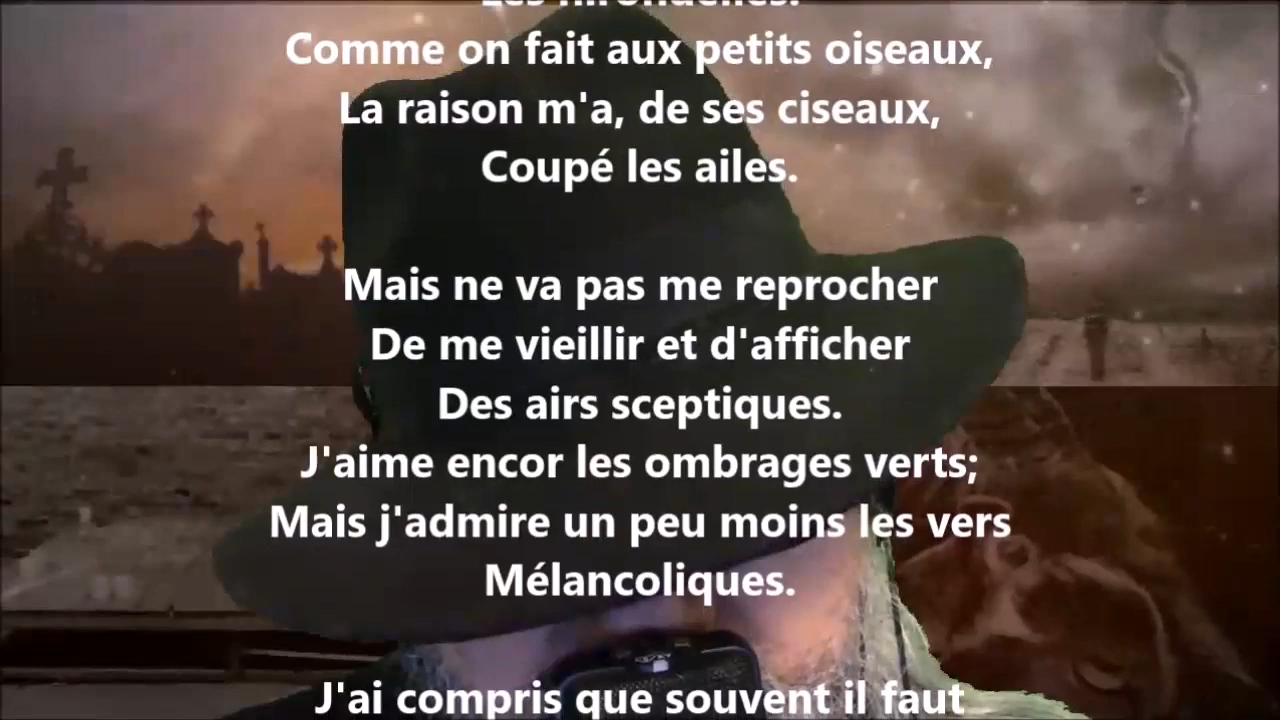 Les hirondelles.
Comme on fait aux petits oiseaux,
La raison m'a, de ses ciseaux,
Coupé les ailes.
Mais ne va pas me reprocher
De me vieillir et d'afficher
Des airs sceptiques.
J'aime encor les ombrages verts;
Mais j'admire un peu moins les vers
Mélancoliques.
J'ai compris que souvent il faut